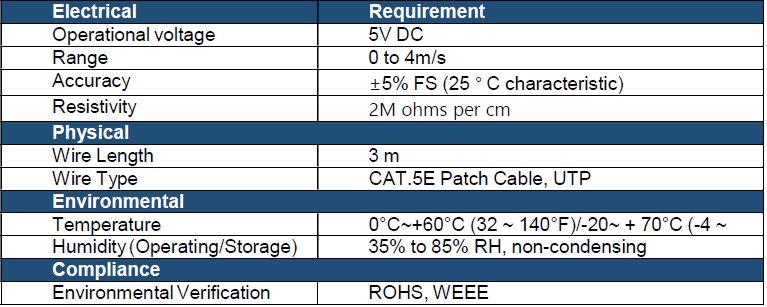 Electrical Requirement
Operational voltage 5V DC
Range 0 to 4m/s
Accuracy ±5% FS (25 ° C characteristic)
Resistivity 2M ohms per cm
Physical
Wire Length 3 m
Wire Type CAT.5E Patch Cable, UTP
Environmental
Temperature 0°C~+60°C (32 ~ 140°F)/-20~ + 70°C (-4 ~
Humidity (Operating/Storage) 35% to 85% RH, non-condensing
Compliance
Environmental Verification ROHS, WEEE